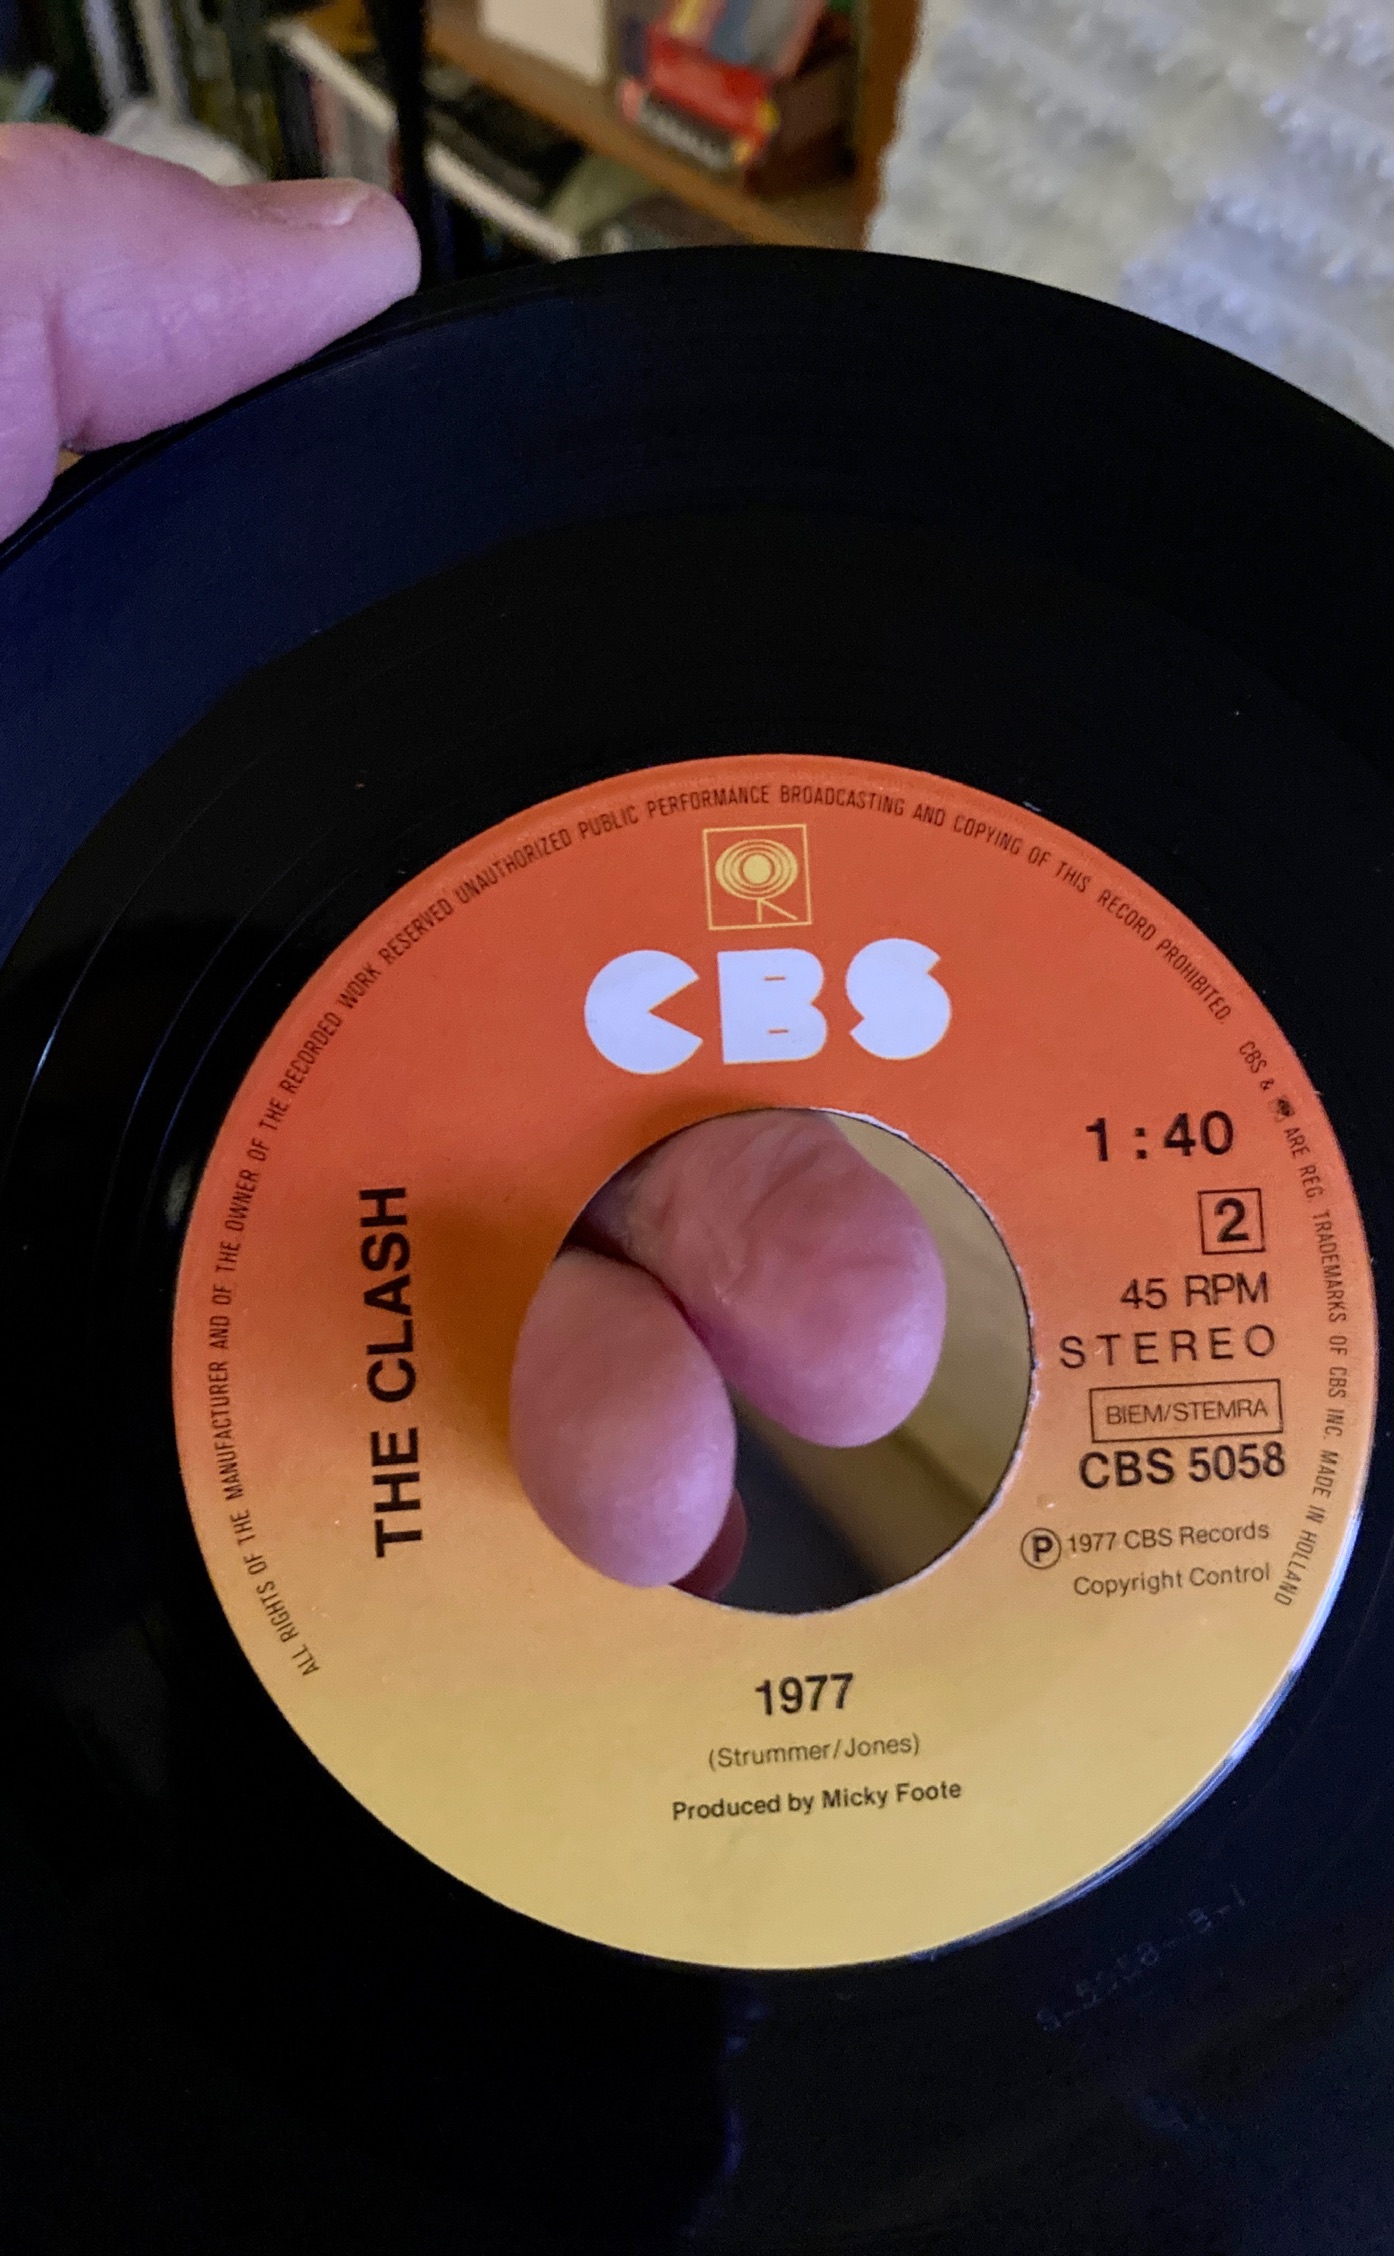 ALL RIGHTS OF THE MANUFACTURER AND OF THE OWNER OF THE RECORDED WORK RESERVED UNAUTHORIZED PUBLIC PERFORMANCE BROADCASTING AND COPYING OF THIS RECORD PROHIBITED. CBS & ARE REG. TRADEMARKS OF CBS INC. MADE IN HOLLAND
CBS
THE CLASH
1:40
2
45 RPM
STEREO
BIEM/STEMRA
CBS 5058
℗ 1977 CBS Records
Copyright Control
1977
(Strummer/Jones)
Produced by Micky Foote